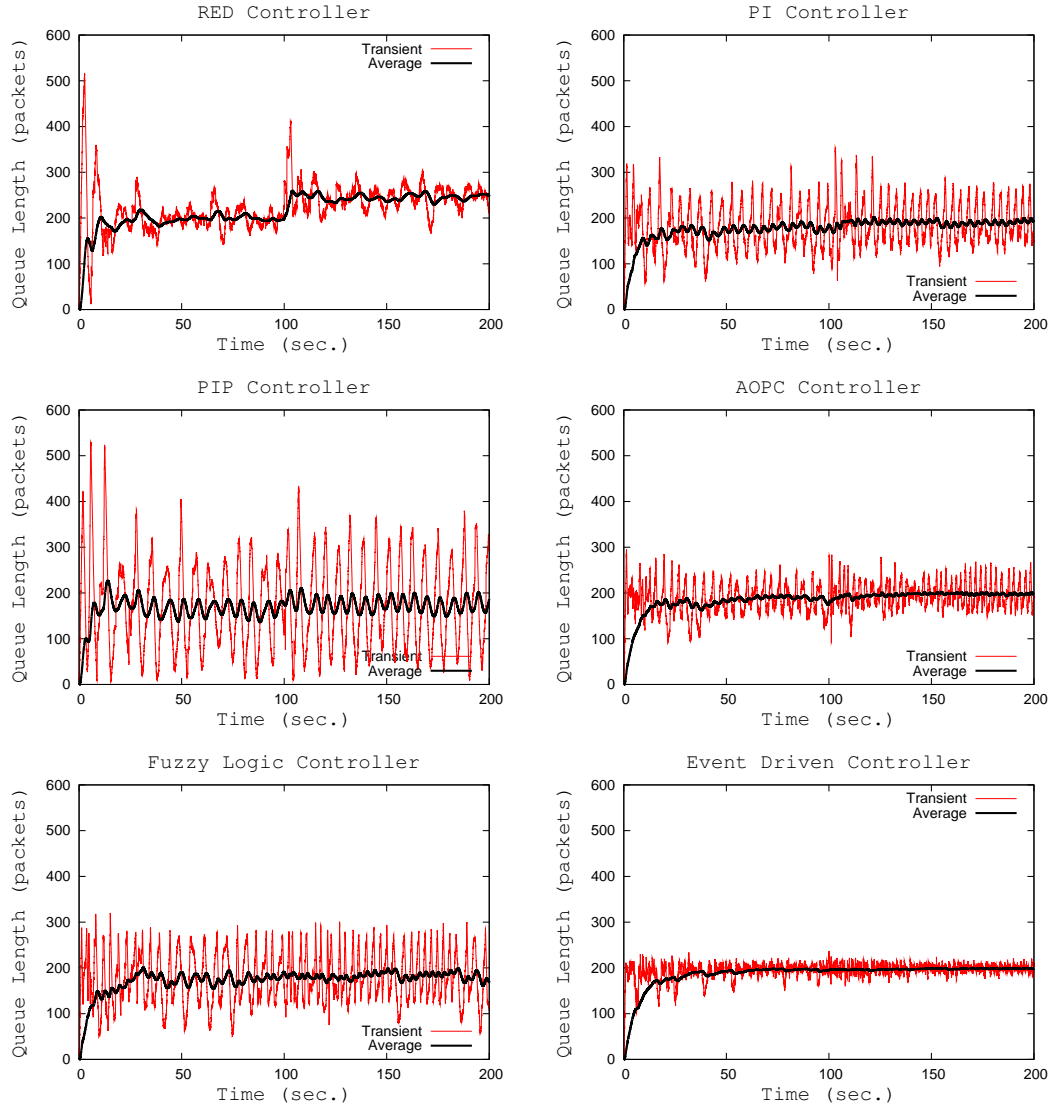 RED Controller
600
500
400
300
200
100
0
Queue Length (packets)
Transient
Average
0 50 100 150 200
Time (sec.)
PI Controller
600
500
400
300
200
100
0
Queue Length (packets)
Transient
Average
0 50 100 150 200
Time (sec.)
PIP Controller
600
500
400
300
200
100
0
Queue Length (packets)
Transient
Average
0 50 100 150 200
Time (sec.)
AOPC Controller
600
500
400
300
200
100
0
Queue Length (packets)
Transient
Average
0 50 100 150 200
Time (sec.)
Fuzzy Logic Controller
600
500
400
300
200
100
0
Queue Length (packets)
Transient
Average
0 50 100 150 200
Time (sec.)
Event Driven Controller
600
500
400
300
200
100
0
Queue Length (packets)
Transient
Average
0 50 100 150 200
Time (sec.)